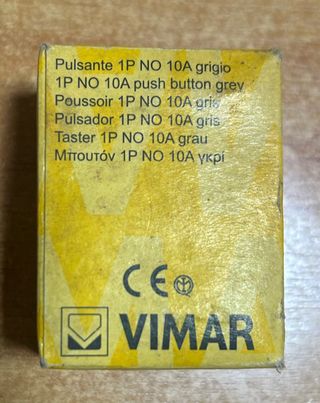 Pulsante 1P NO 10A grigio
1P NO 10A push button grey
Poussoir 1P NO 10A gris
Pulsador 1P NO 10A gris
Taster 1P NO 10A grau
Μπουτόν 1P NO 10A γκρί
CE
VIMAR